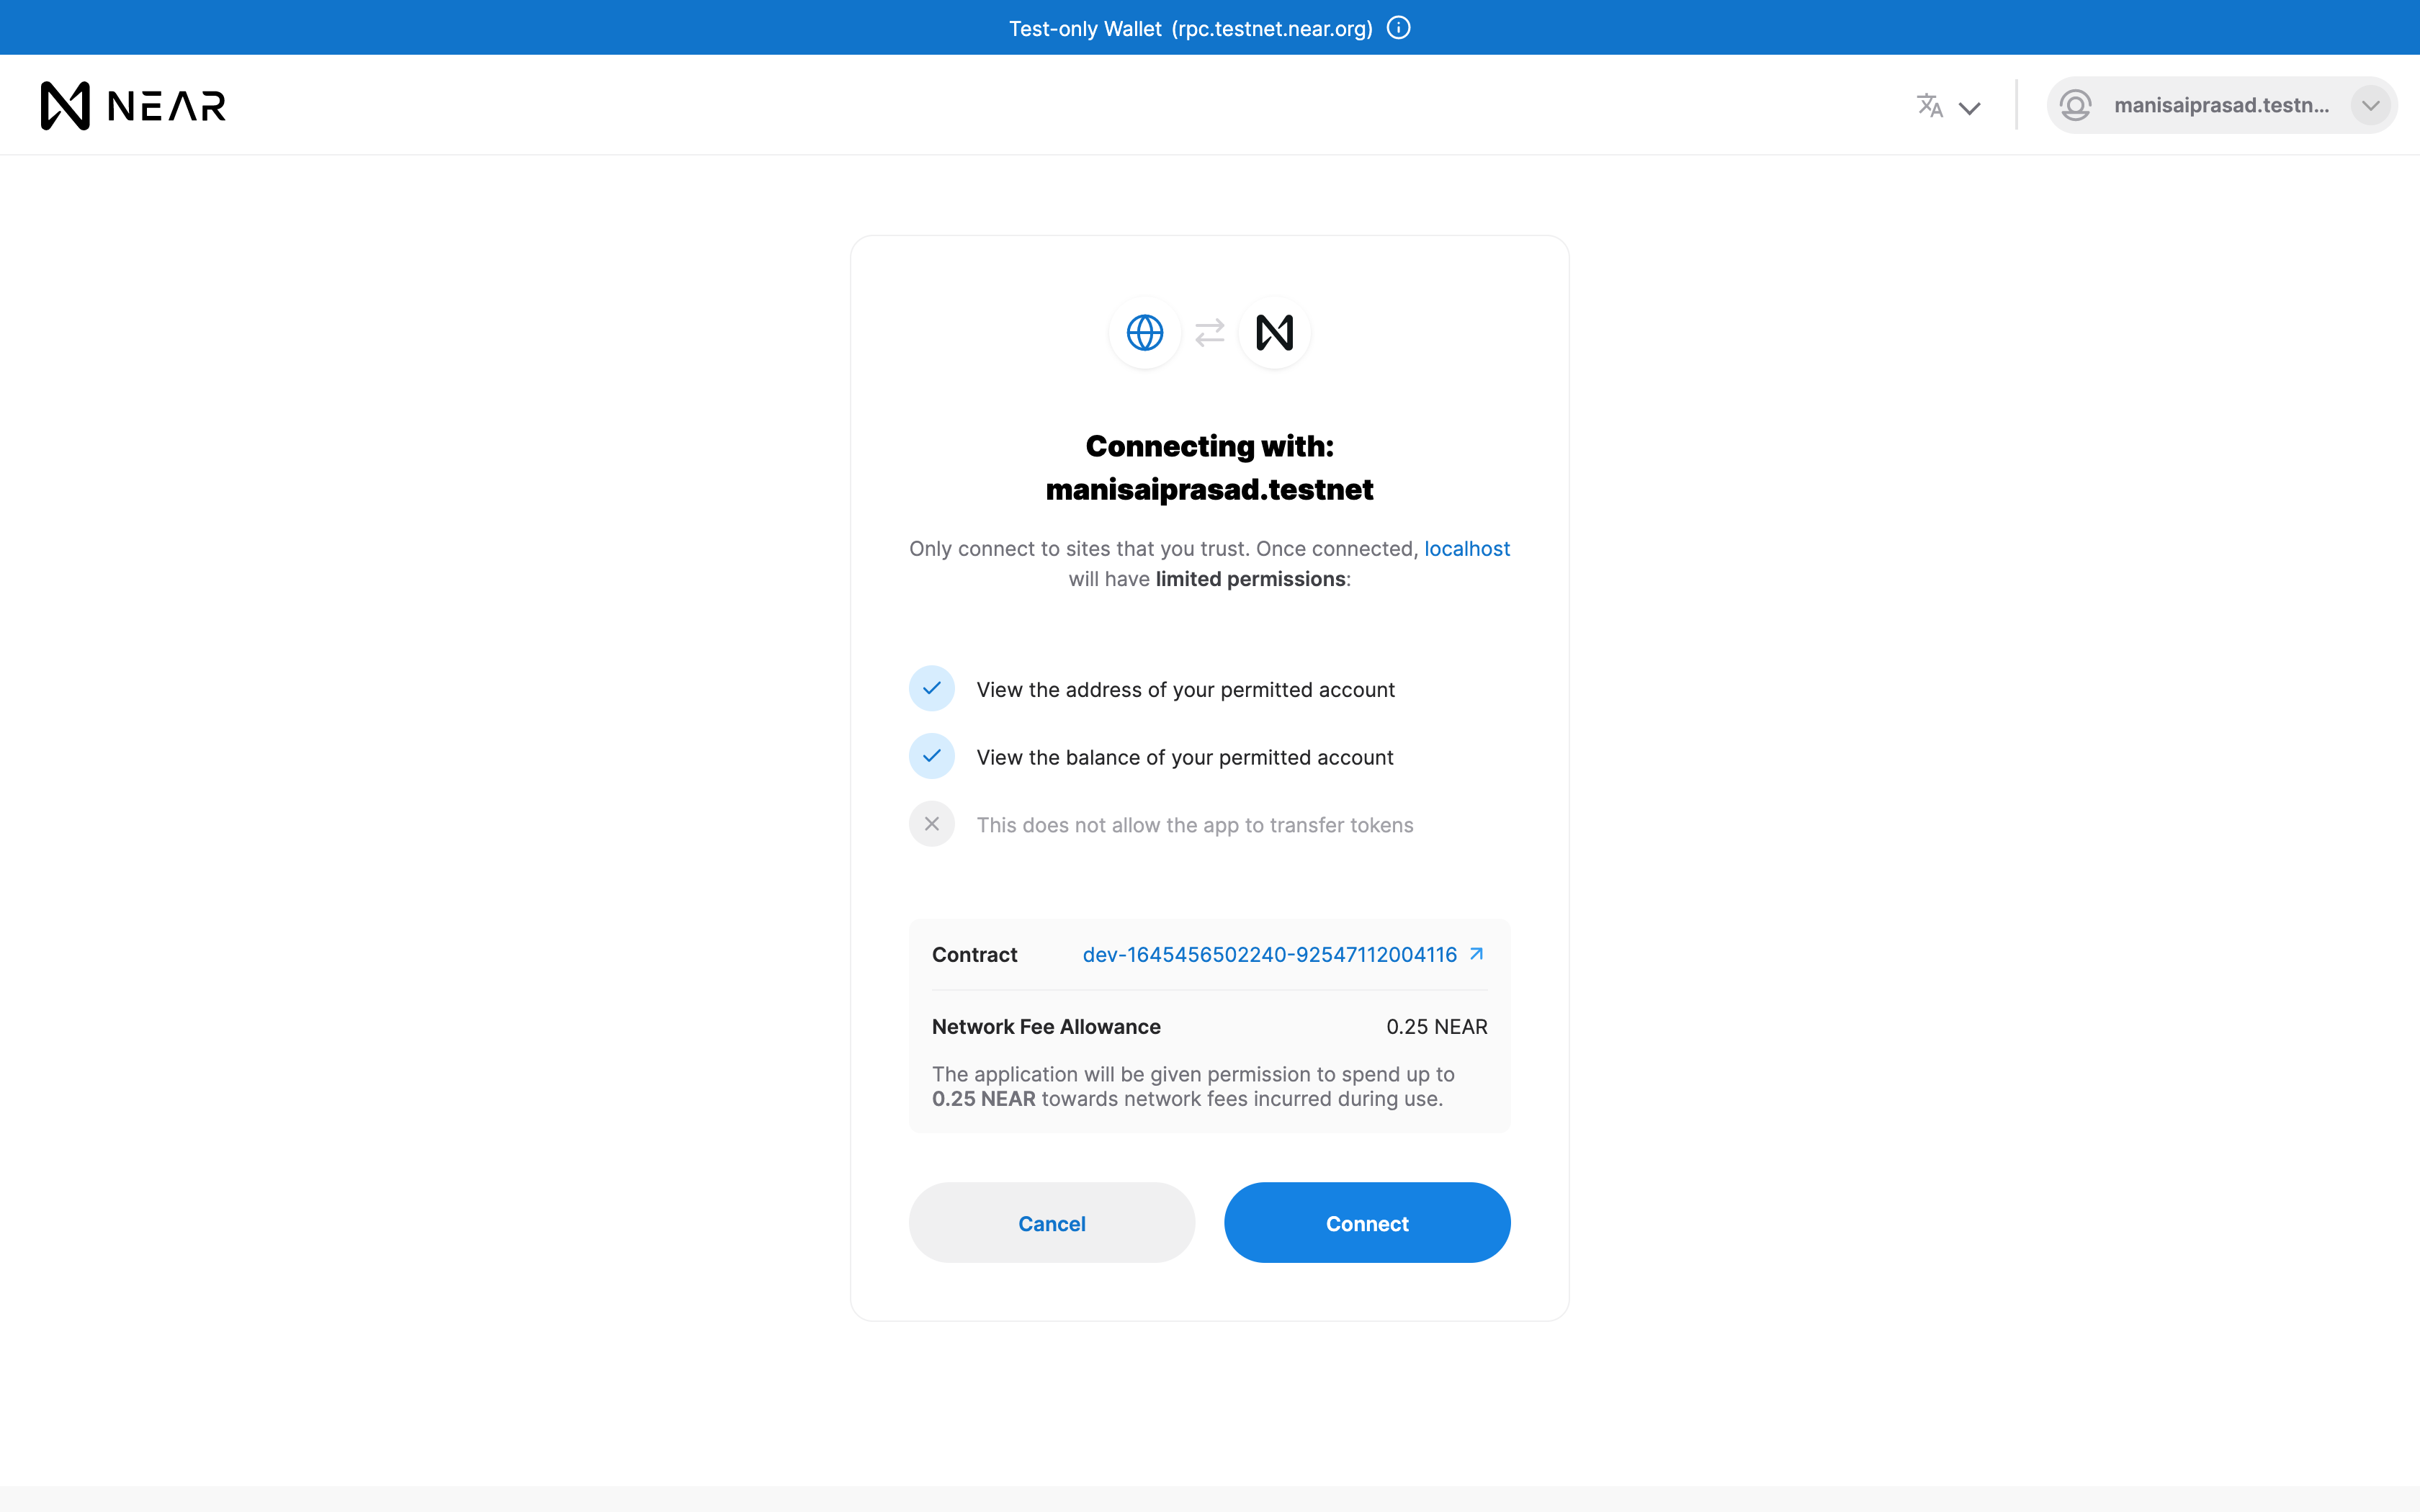 Test-only Wallet (rpc.testnet.near.org)
NEAR
manisaiprasad.testn...
Connecting with:
manisaiprasad.testnet
Only connect to sites that you trust. Once connected, localhost
will have limited permissions:
View the address of your permitted account
View the balance of your permitted account
This does not allow the app to transfer tokens
Contract dev-1645456502240-92547112004116
Network Fee Allowance 0.25 NEAR
The application will be given permission to spend up to
0.25 NEAR towards network fees incurred during use.
Cancel Connect